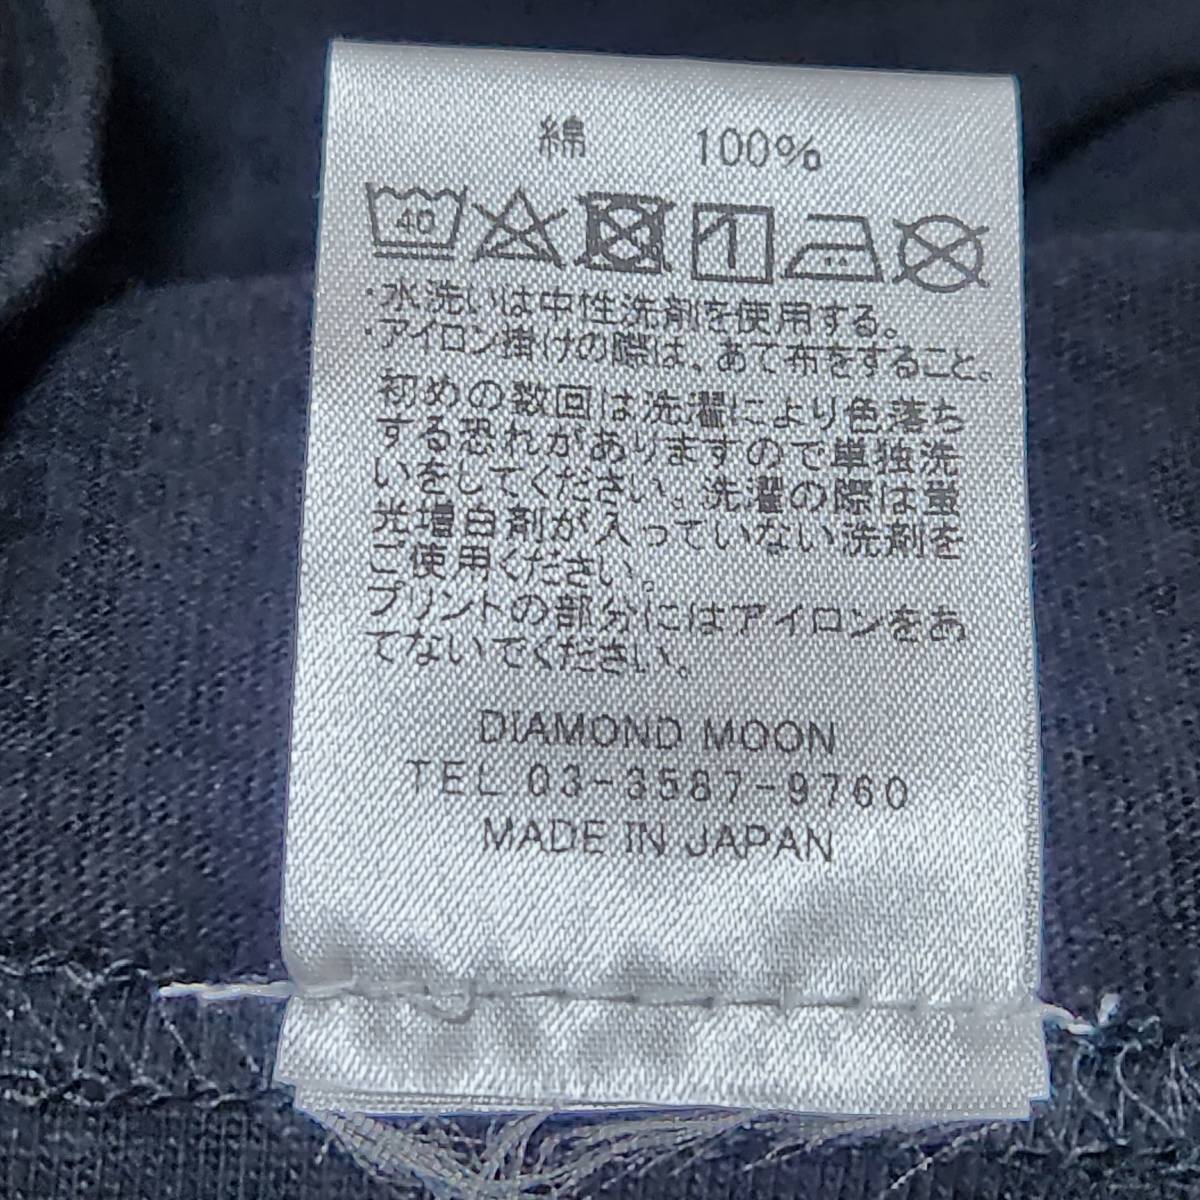 綿 100%
40
・水洗いは中性洗剤を使用する。
・アイロン掛けの際は、あて布をすること。
初めの数回は洗濯により色落ち
する恐れがありますので単独洗
いをしてください。洗濯の際は蛍
光増白剤が入っていない洗剤を
ご使用ください。
プリントの部分にはアイロンをあ
てないでください。
DIAMOND MOON
TEL 03-3587-9760
MADE IN JAPAN